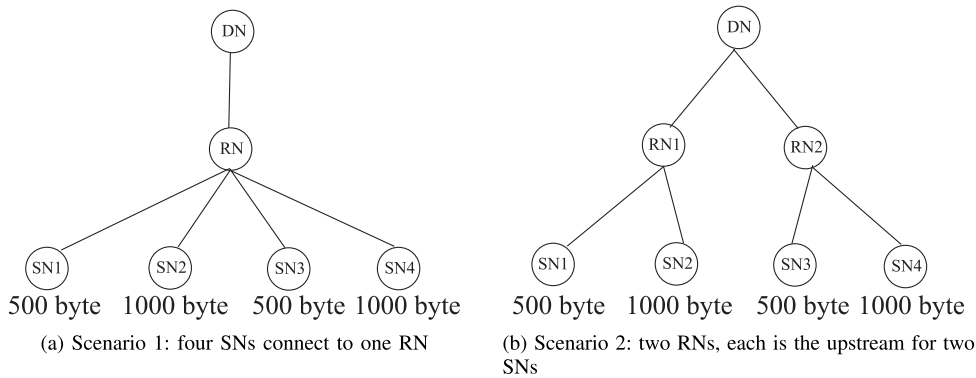 DN
RN
SN1 SN2 SN3 SN4
500 byte 1000 byte 500 byte 1000 byte
(a) Scenario 1: four SNs connect to one RN
DN
RN1 RN2
SN1 SN2 SN3 SN4
500 byte 1000 byte 500 byte 1000 byte
(b) Scenario 2: two RNs, each is the upstream for two
SNs